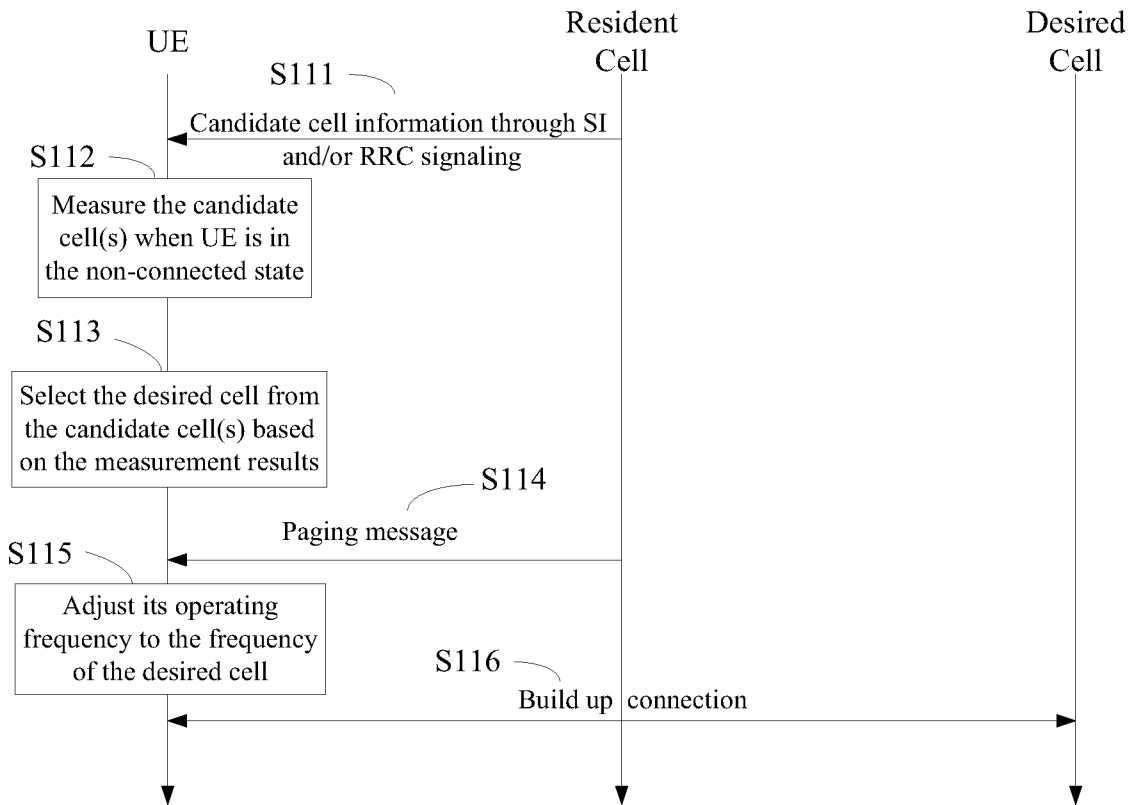 UE
Resident
Cell
Desired
Cell
S111
Candidate cell information through SI
and/or RRC signaling
S112
Measure the candidate
cell(s) when UE is in
the non-connected state
S113
Select the desired cell from
the candidate cell(s) based
on the measurement results
S114
Paging message
S115
Adjust its operating
frequency to the frequency
of the desired cell
S116
Build up connection